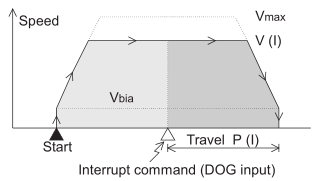 Speed
Vmax
V (I)
Vbia
Start
Travel P (I)
Interrupt command (DOG input)